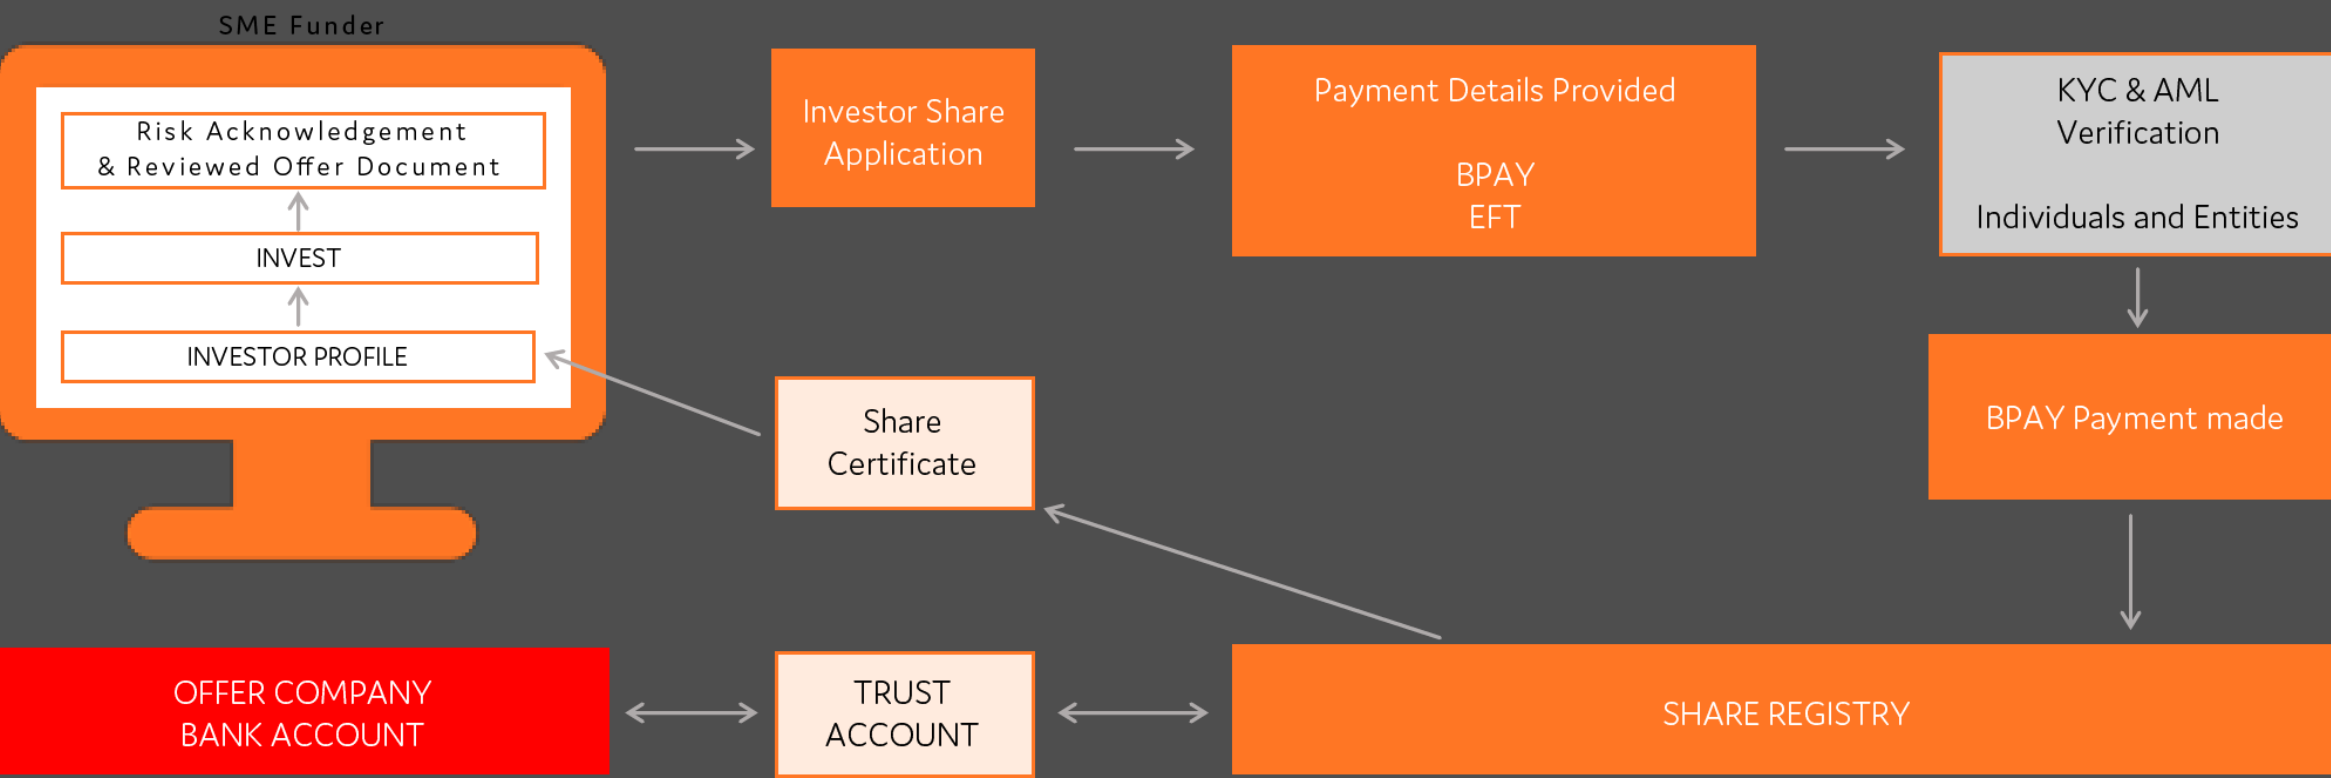 SME Funder
Risk Acknowledgement
& Reviewed Offer Document
INVEST
INVESTOR PROFILE
Investor Share
Application
Payment Details Provided
BPAY
EFT
KYC & AML
Verification
Individuals and Entities
BPAY Payment made
Share
Certificate
OFFER COMPANY
BANK ACCOUNT
TRUST
ACCOUNT
SHARE REGISTRY